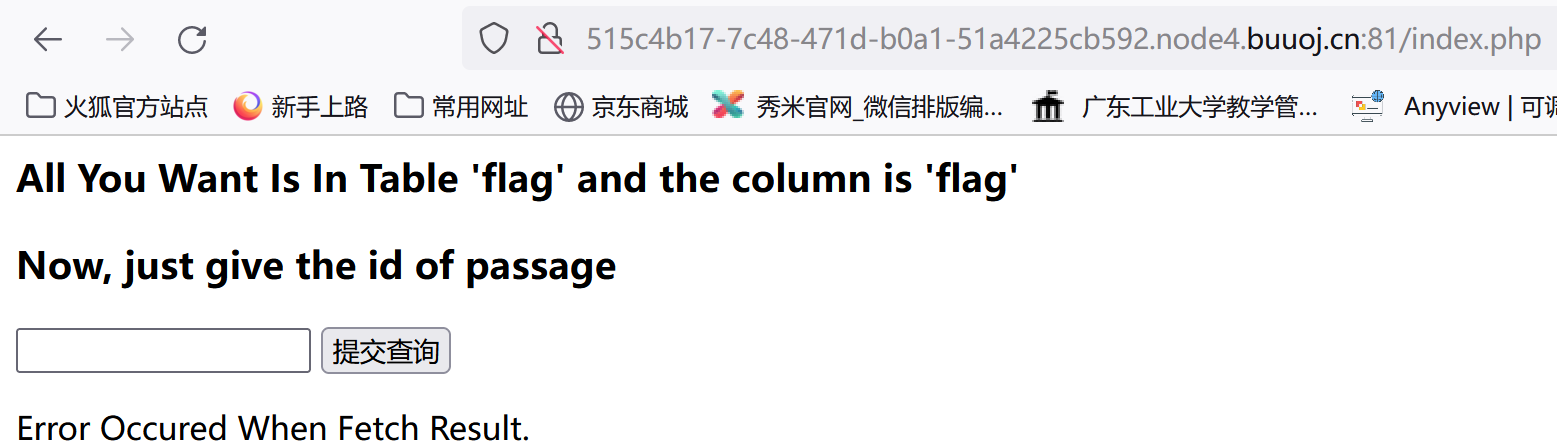 515c4b17-7c48-471d-b0a1-51a4225cb592.node4.buuoj.cn:81/index.php
火狐官方站点 新手上路 常用网址 京东商城 秀米官网_微信排版编... 广东工业大学教学管... Anyview | 可调
All You Want Is In Table 'flag' and the column is 'flag'
Now, just give the id of passage
提交查询
Error Occured When Fetch Result.